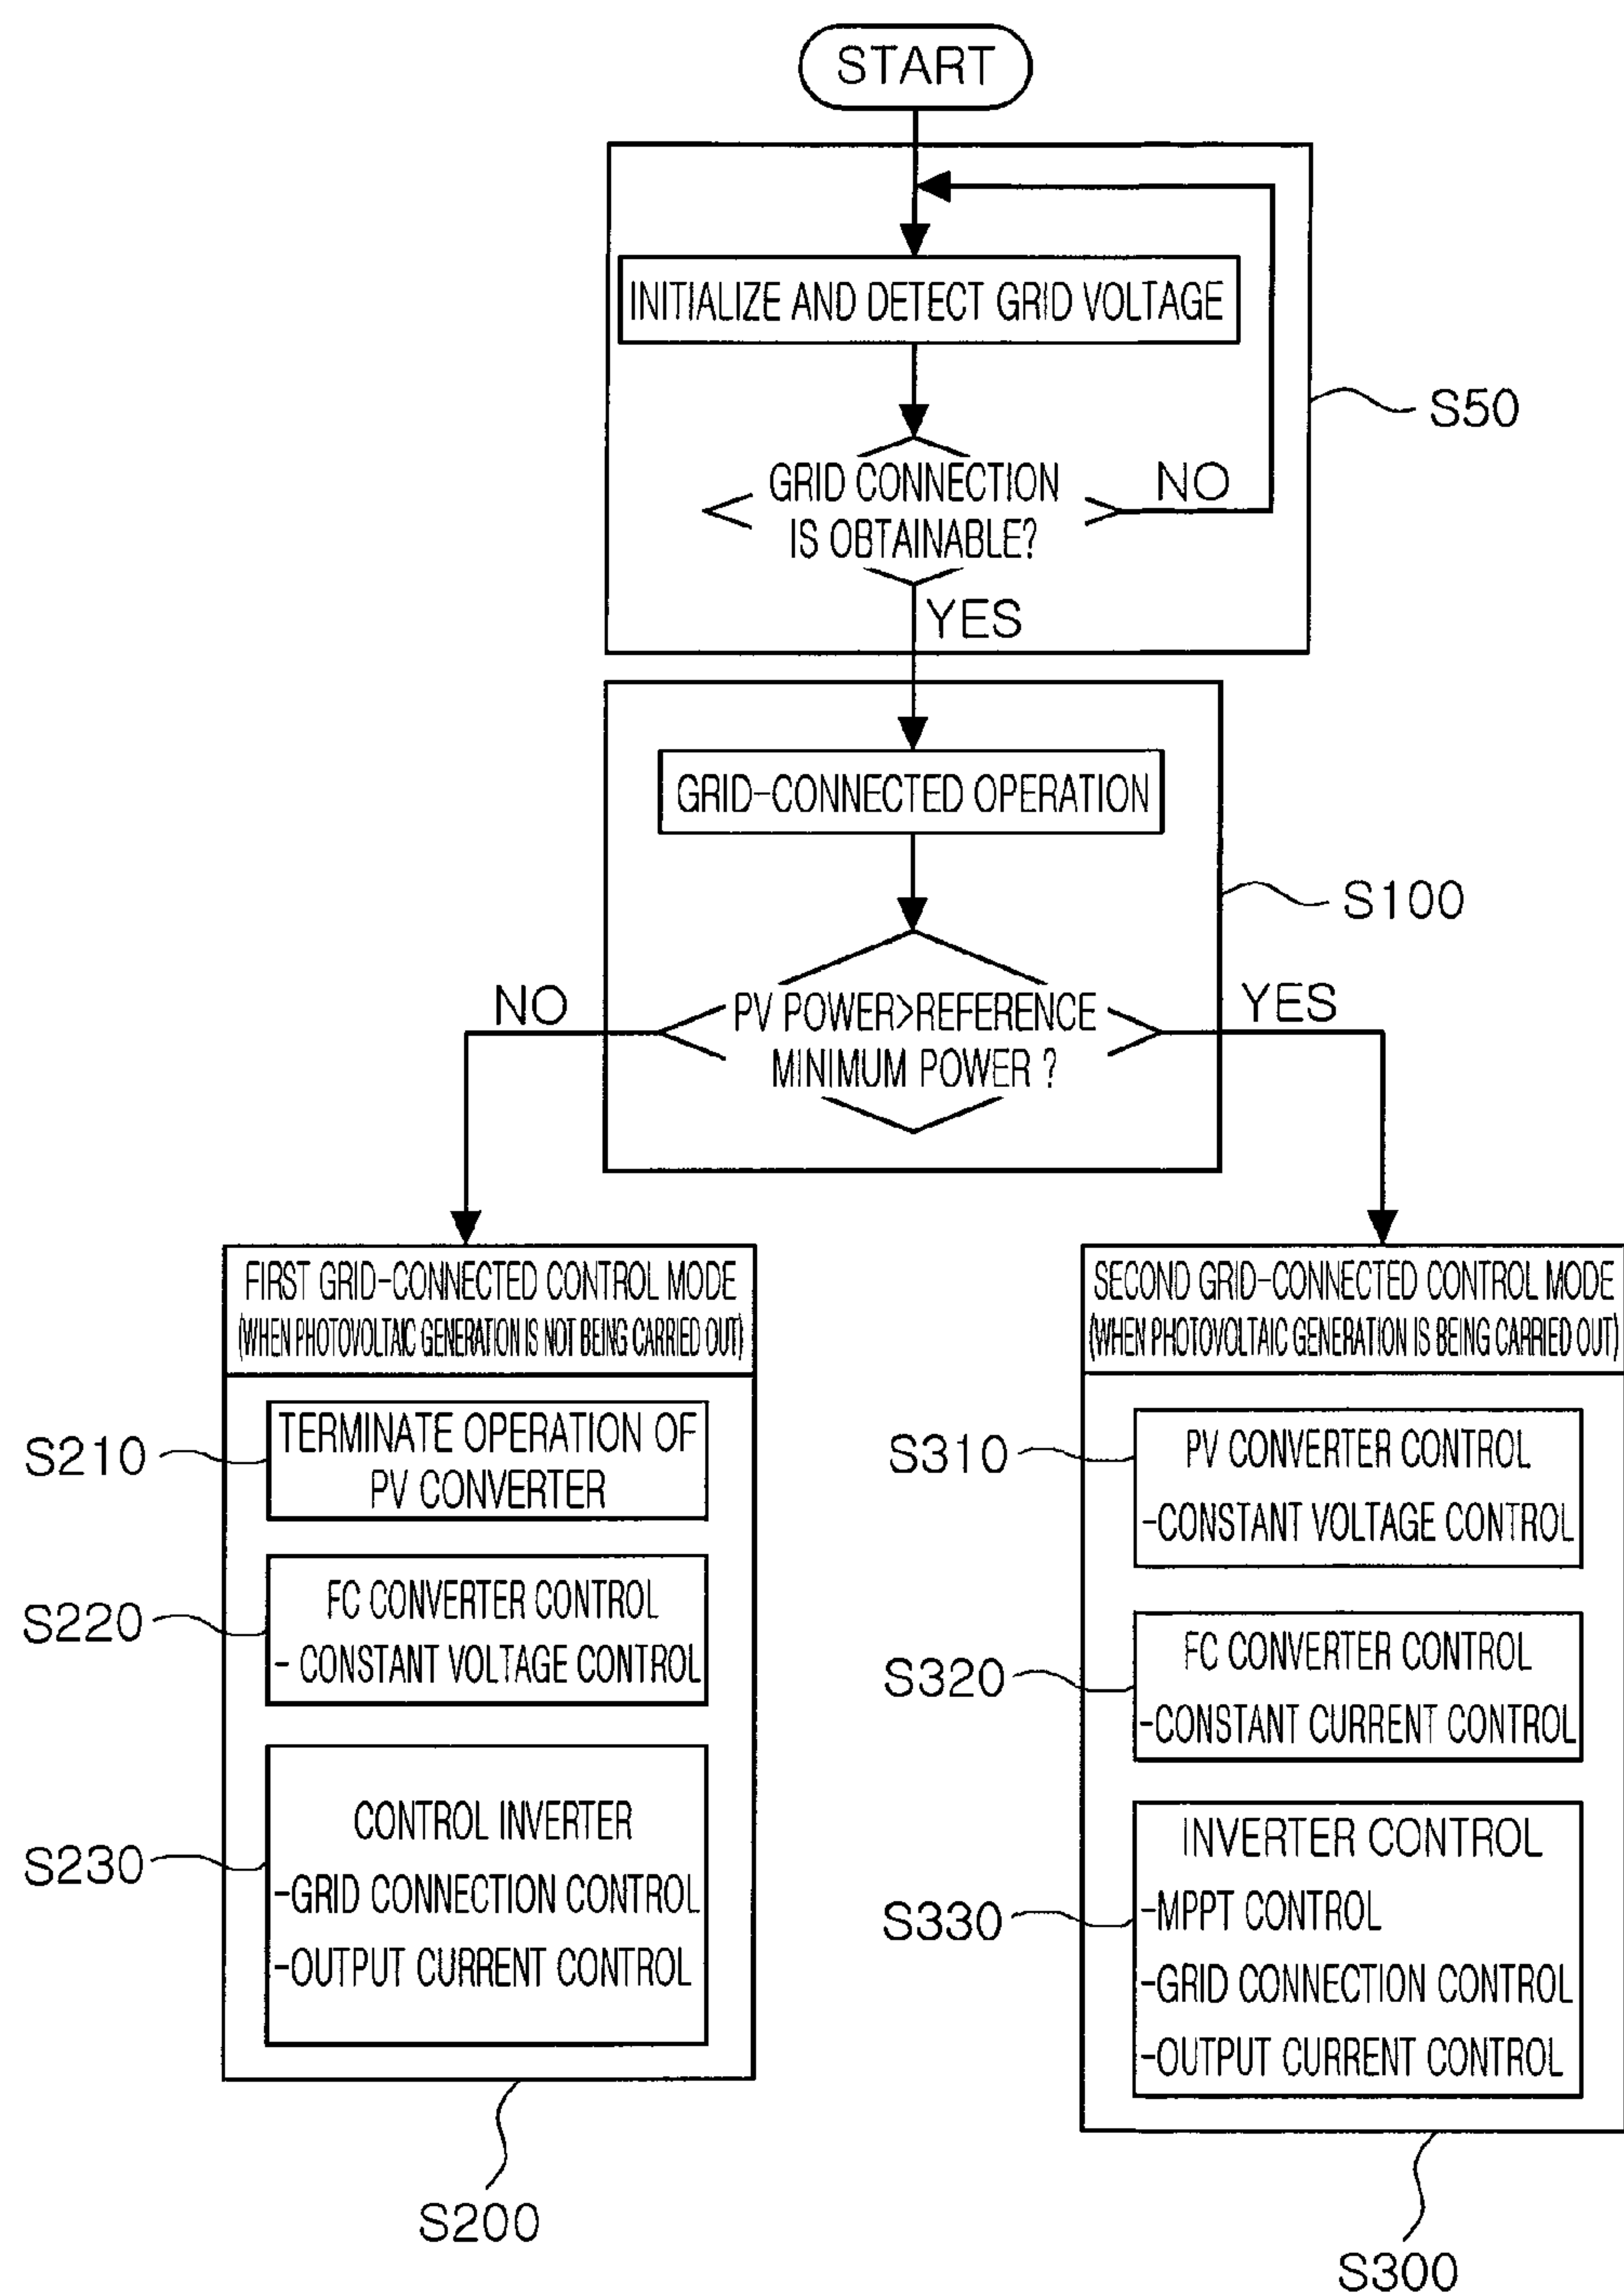 START
INITIALIZE AND DETECT GRID VOLTAGE
S50
GRID CONNECTION
IS OBTAINABLE?
NO
YES
GRID-CONNECTED OPERATION
S100
NO
PV POWER>REFERENCE
MINIMUM POWER ?
YES
FIRST GRID-CONNECTED CONTROL MODE
(WHEN PHOTOVOLTAIC GENERATION IS NOT BEING CARRIED OUT)
S210
TERMINATE OPERATION OF
PV CONVERTER
S220
FC CONVERTER CONTROL
- CONSTANT VOLTAGE CONTROL
S230
CONTROL INVERTER
-GRID CONNECTION CONTROL
-OUTPUT CURRENT CONTROL
S200
SECOND GRID-CONNECTED CONTROL MODE
(WHEN PHOTOVOLTAIC GENERATION IS BEING CARRIED OUT)
S310
PV CONVERTER CONTROL
-CONSTANT VOLTAGE CONTROL
S320
FC CONVERTER CONTROL
-CONSTANT CURRENT CONTROL
S330
INVERTER CONTROL
-MPPT CONTROL
-GRID CONNECTION CONTROL
-OUTPUT CURRENT CONTROL
S300